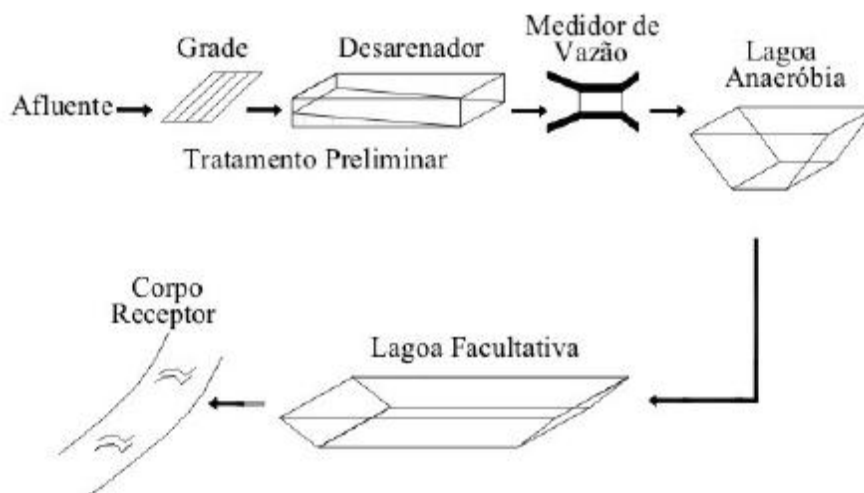 Grade
Desarenador
Medidor de
Vazão
Lagoa
Anaeróbia
Afluente
Tratamento Preliminar
Corpo
Receptor
Lagoa Facultativa